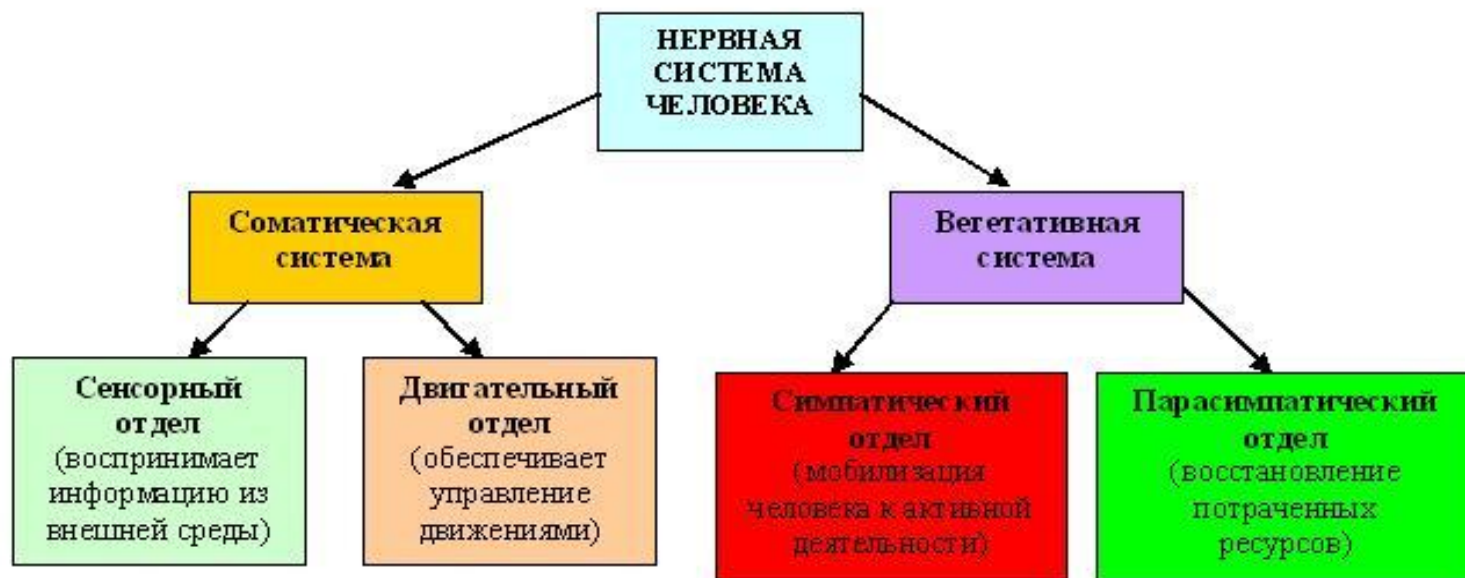 НЕРВНАЯ
СИСТЕМА
ЧЕЛОВЕКА
Соматическая
система
Вегетативная
система
Сенсорный
отдел
(воспринимает
информацию из
внешней среды)
Двигательный
отдел
(обеспечивает
управление
движениями)
Симпатический
отдел
(мобилизация
человека к активной
деятельности)
Парасимпатический
отдел
(восстановление
потраченных
ресурсов)